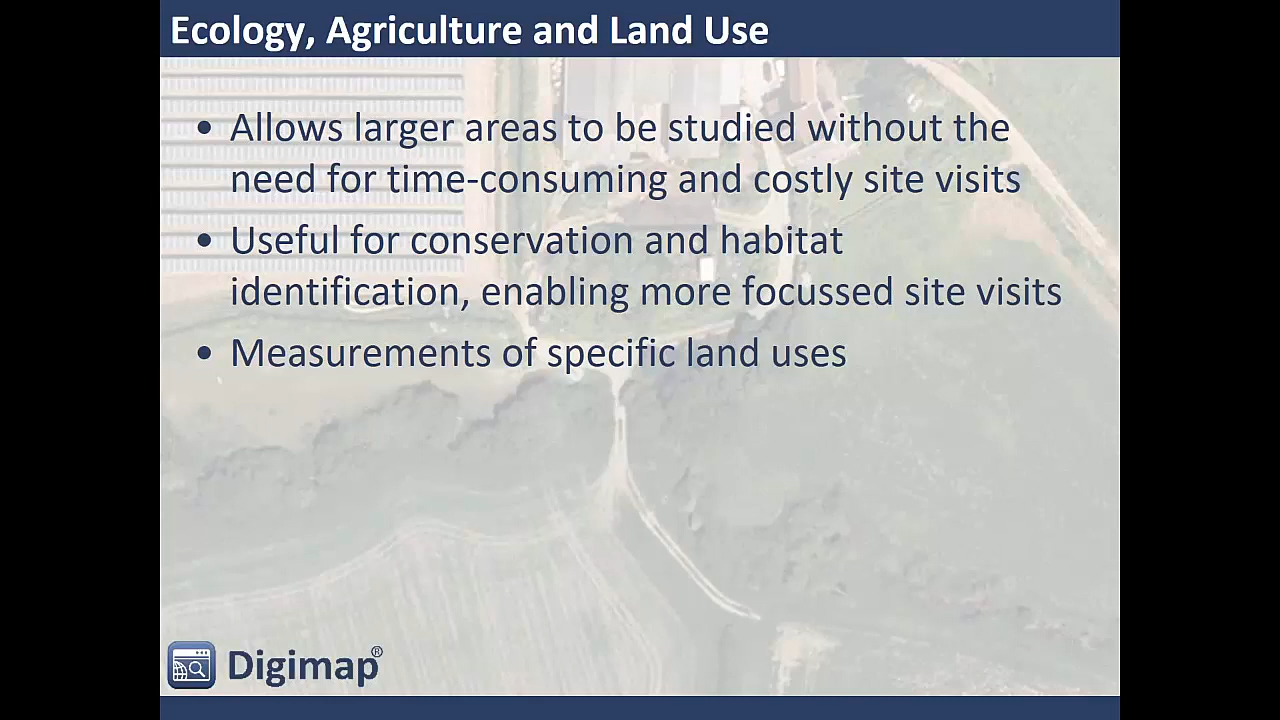 Ecology, Agriculture and Land Use
• Allows larger areas to be studied without the
need for time-consuming and costly site visits
• Useful for conservation and habitat
identification, enabling more focussed site visits
• Measurements of specific land uses
Digimap®